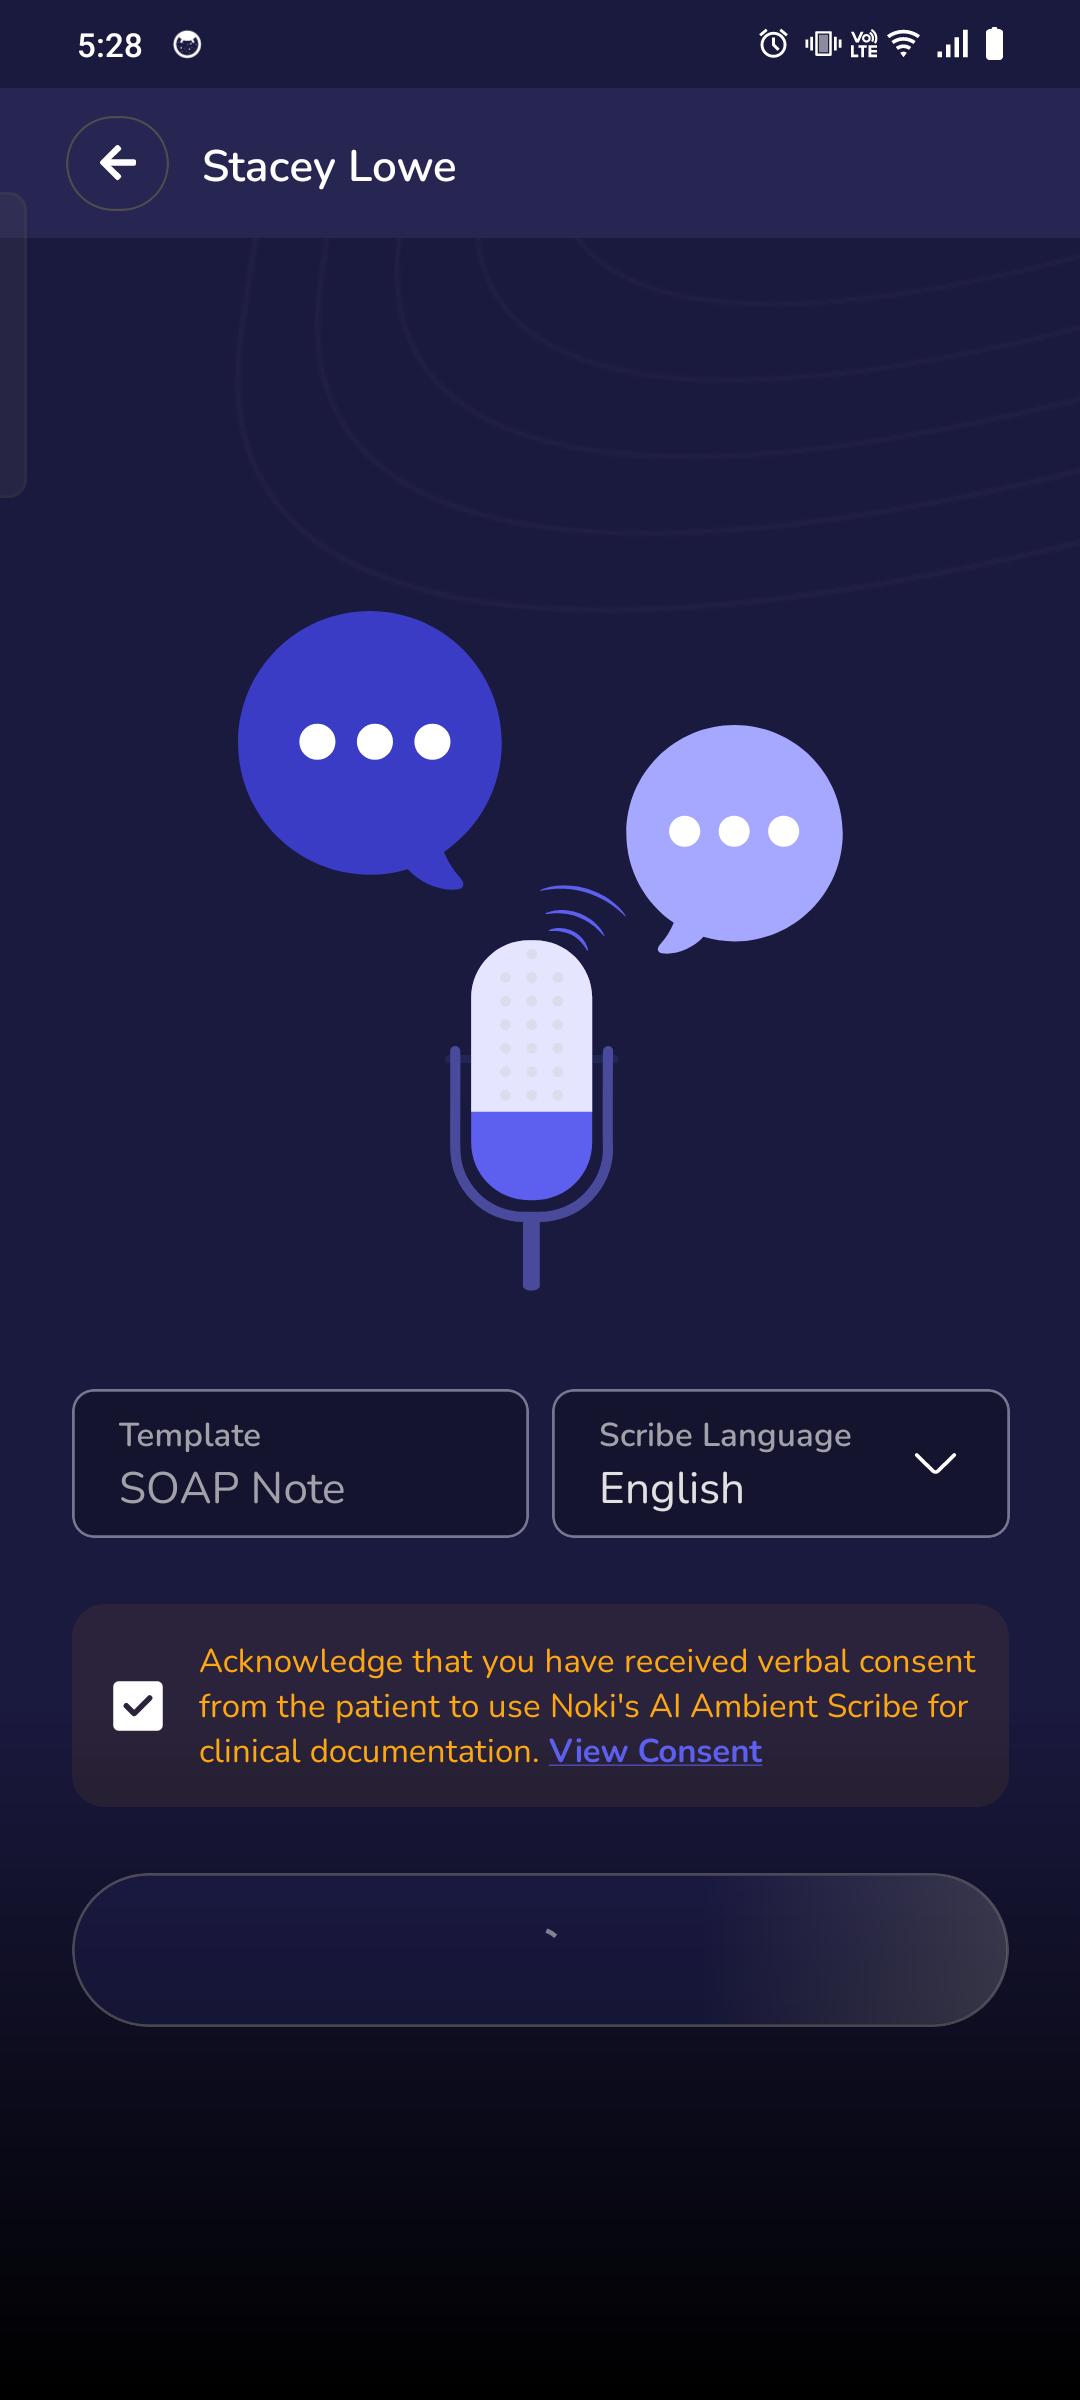 5:28
Vo
LTE
Stacey Lowe
Template
SOAP Note
Scribe Language
English
Acknowledge that you have received verbal consent
from the patient to use Noki's AI Ambient Scribe for
clinical documentation. View Consent